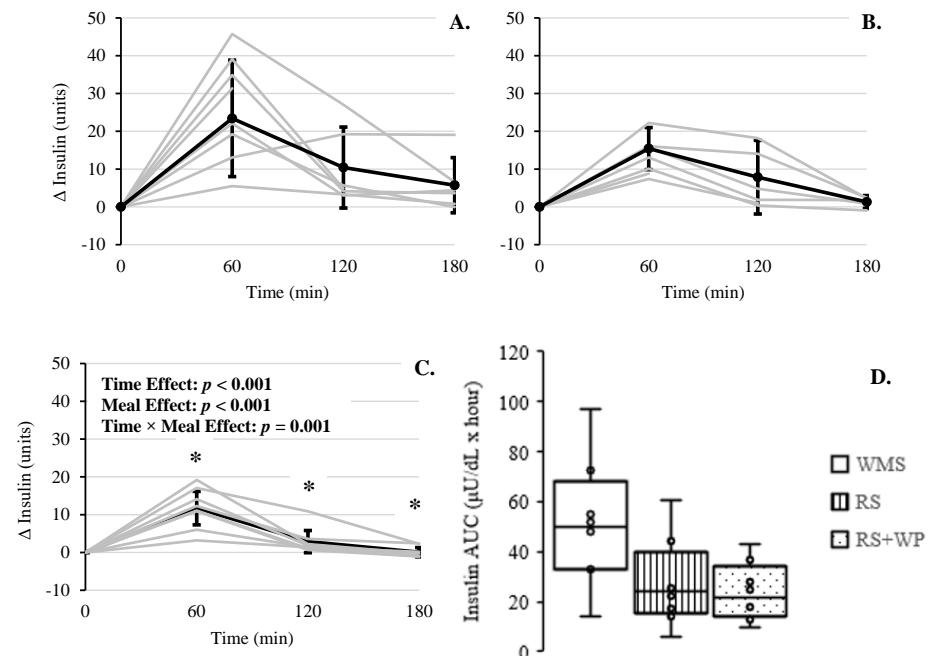 A.
50
40
30
20
10
0
-10
Δ Insulin (units)
0 60 120 180
Time (min)
B.
50
40
30
20
10
0
-10
0 60 120 180
Time (min)
C.
50
40
30
20
10
0
-10
Δ Insulin (units)
Time Effect: p < 0.001
Meal Effect: p < 0.001
Time × Meal Effect: p = 0.001
*
*
*
0 60 120 180
Time (min)
D.
120
100
80
60
40
20
0
Insulin AUC (μU/dL x hour)
WMS
RS
RS+WP